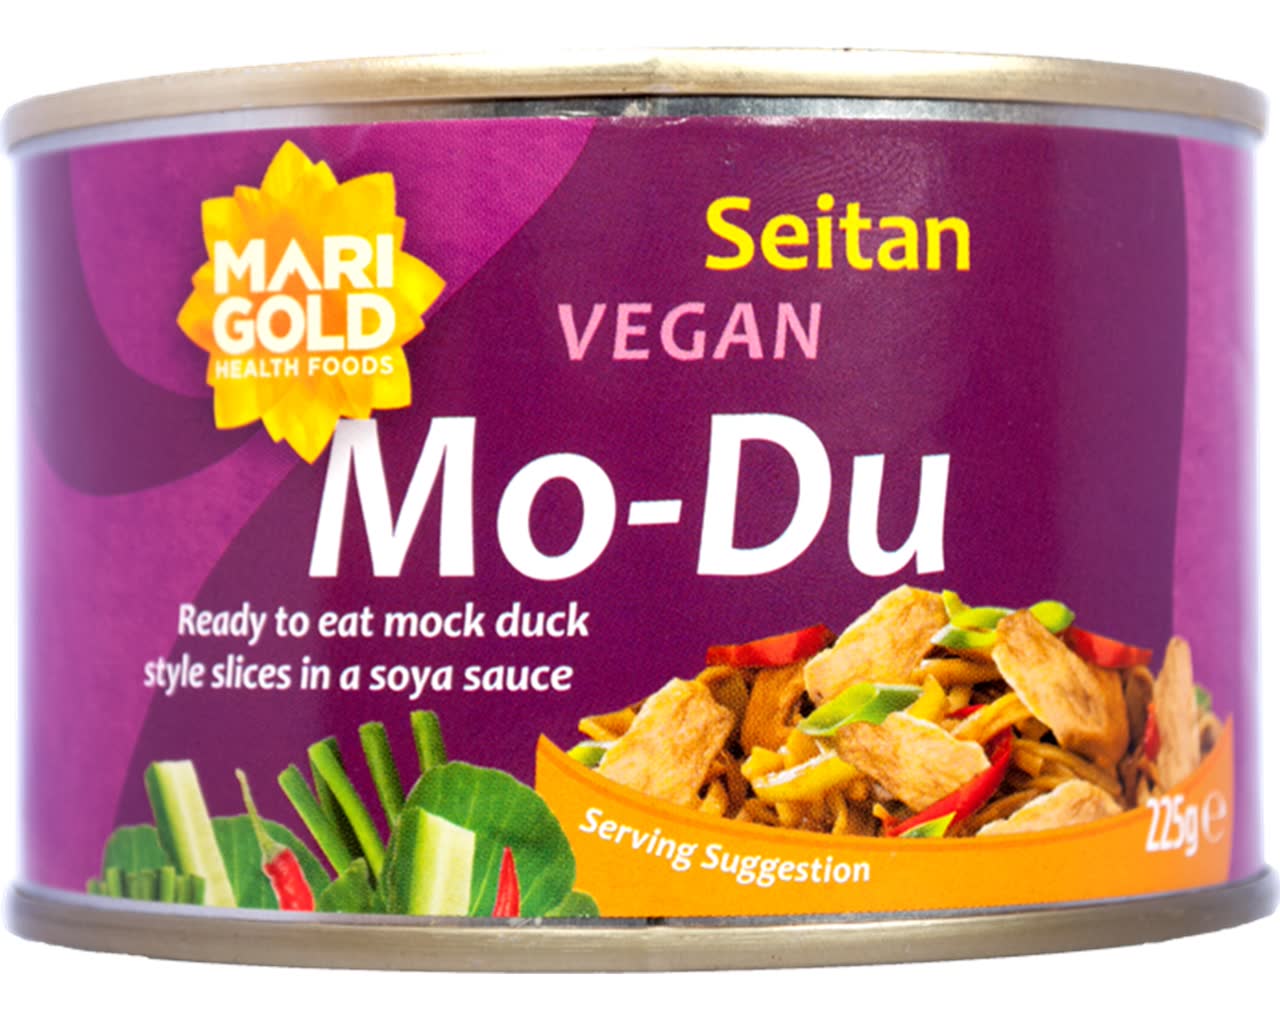 MARI
GOLD
HEALTH FOODS
Seitan
VEGAN
Mo-Du
Ready to eat mock duck
style slices in a soya sauce
Serving Suggestion
225g ℮